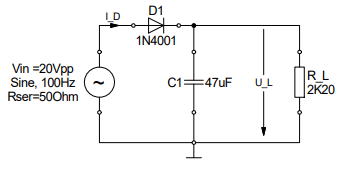 D1
I_D
1N4001
Vin =20Vpp
Sine, 100Hz
Rser=50Ohm
~
C1
47uF
U_L
R_L
2K20